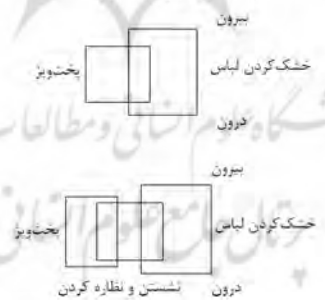 بیرون
خشک‌کردن لباس
پخت‌وپز
درون
بیرون
خشک‌کردن لباس
پخت‌وپز
درون
نشستن و نظاره کردن